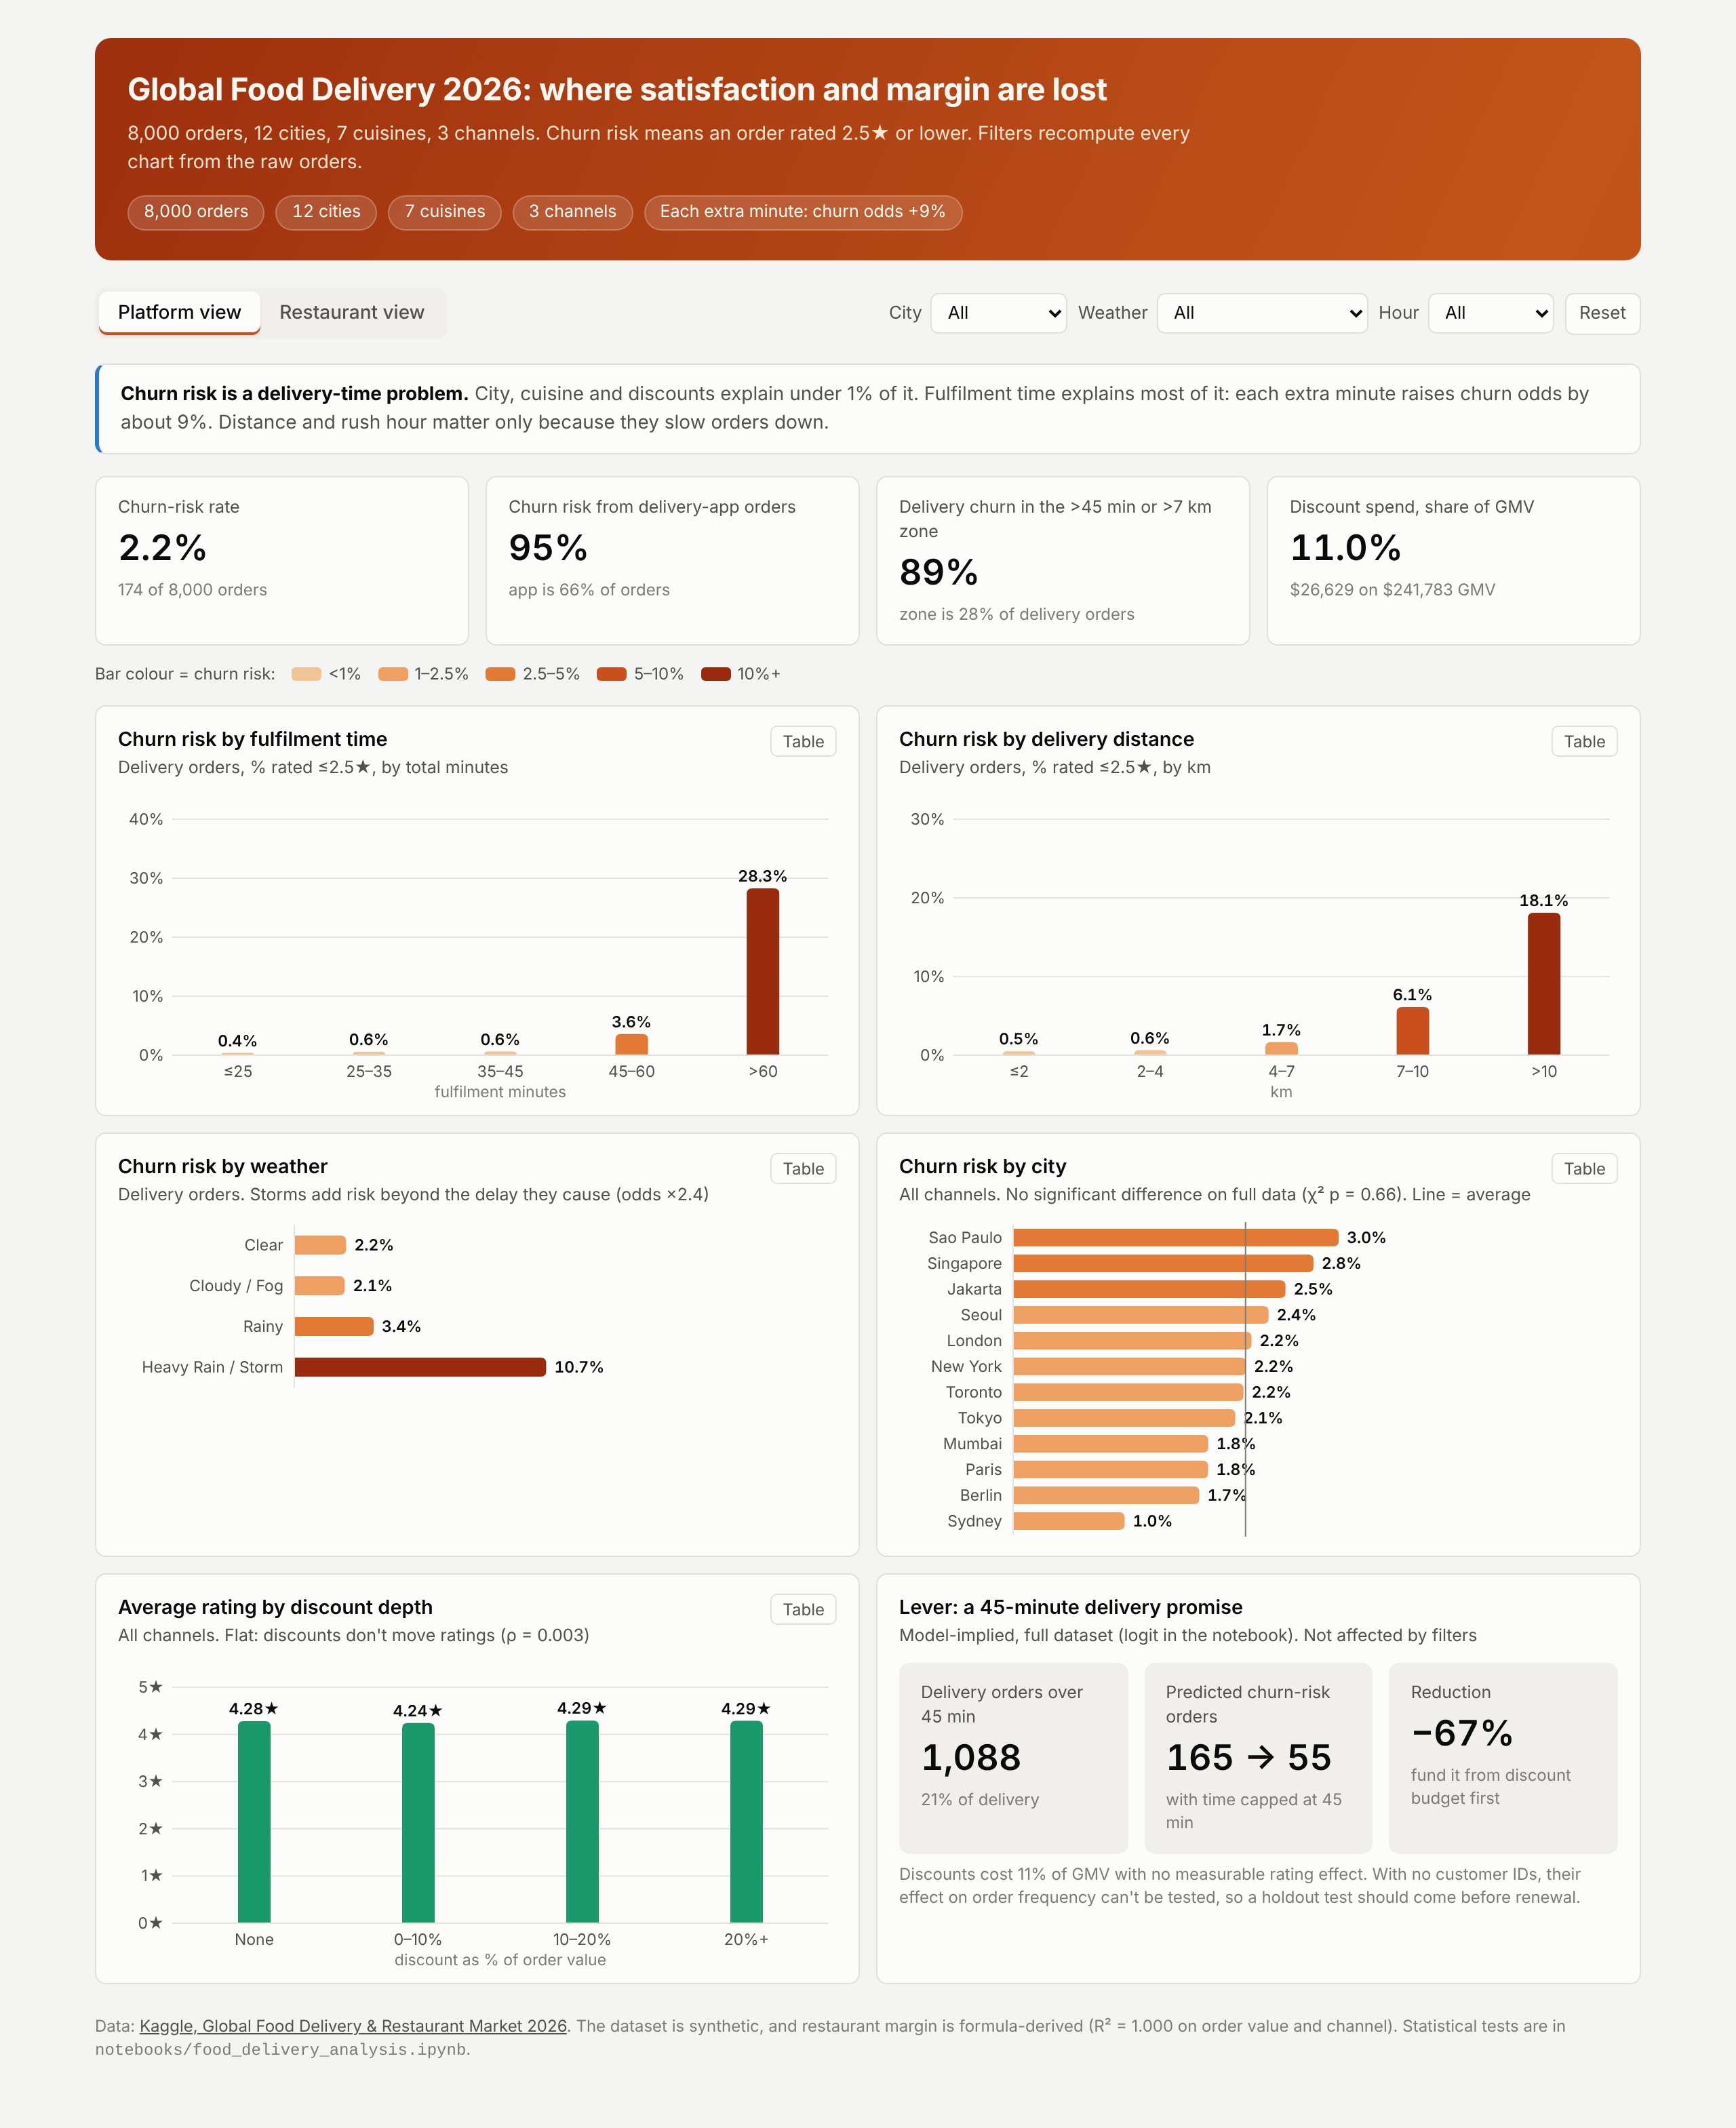 Global Food Delivery 2026: where satisfaction and margin are lost
8,000 orders, 12 cities, 7 cuisines, 3 channels. Churn risk means an order rated 2.5★ or lower. Filters recompute every
chart from the raw orders.
8,000 orders
12 cities
7 cuisines
3 channels
Each extra minute: churn odds +9%
Platform view
Restaurant view
City
All
Weather
All
Hour
All
Reset
Churn risk is a delivery-time problem. City, cuisine and discounts explain under 1% of it. Fulfilment time explains most of it: each extra minute raises churn odds by
about 9%. Distance and rush hour matter only because they slow orders down.
Churn-risk rate
2.2%
174 of 8,000 orders
Churn risk from delivery-app orders
95%
app is 66% of orders
Delivery churn in the >45 min or >7 km
zone
89%
zone is 28% of delivery orders
Discount spend, share of GMV
11.0%
$26,629 on $241,783 GMV
Bar colour = churn risk:
<1%
1–2.5%
2.5–5%
5–10%
10%+
Churn risk by fulfilment time
Table
Delivery orders, % rated ≤2.5★, by total minutes
40%
30%
20%
10%
0%
0.4%
0.6%
0.6%
3.6%
28.3%
≤25
25–35
35–45
45–60
>60
fulfilment minutes
Churn risk by delivery distance
Table
Delivery orders, % rated ≤2.5★, by km
30%
20%
10%
0%
0.5%
0.6%
1.7%
6.1%
18.1%
≤2
2–4
4–7
7–10
>10
km
Churn risk by weather
Table
Delivery orders. Storms add risk beyond the delay they cause (odds ×2.4)
Clear 2.2%
Cloudy / Fog 2.1%
Rainy 3.4%
Heavy Rain / Storm 10.7%
Churn risk by city
Table
All channels. No significant difference on full data (χ² p = 0.66). Line = average
Sao Paulo 3.0%
Singapore 2.8%
Jakarta 2.5%
Seoul 2.4%
London 2.2%
New York 2.2%
Toronto 2.2%
Tokyo 2.1%
Mumbai 1.8%
Paris 1.8%
Berlin 1.7%
Sydney 1.0%
Average rating by discount depth
Table
All channels. Flat: discounts don't move ratings (ρ = 0.003)
5★
4★
3★
2★
1★
0★
4.28★
4.24★
4.29★
4.29★
None
0–10%
10–20%
20%+
discount as % of order value
Lever: a 45-minute delivery promise
Model-implied, full dataset (logit in the notebook). Not affected by filters
Delivery orders over
45 min
1,088
21% of delivery
Predicted churn-risk
orders
165 → 55
with time capped at 45
min
Reduction
−67%
fund it from discount
budget first
Discounts cost 11% of GMV with no measurable rating effect. With no customer IDs, their
effect on order frequency can't be tested, so a holdout test should come before renewal.
Data: Kaggle, Global Food Delivery & Restaurant Market 2026. The dataset is synthetic, and restaurant margin is formula-derived (R² = 1.000 on order value and channel). Statistical tests are in
notebooks/food_delivery_analysis.ipynb.